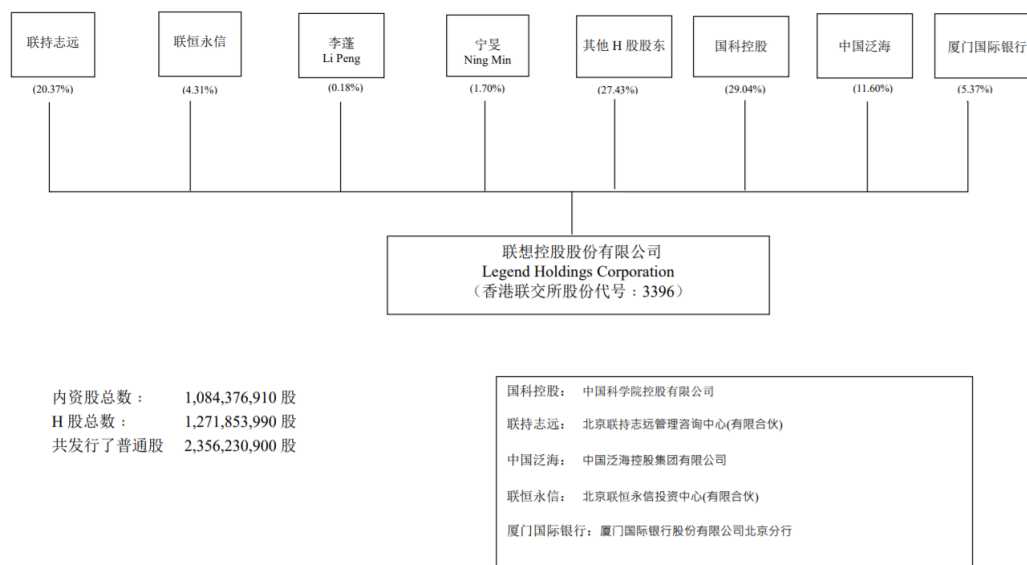 联持志远
联恒永信
李蓬
Li Peng
宁旻
Ning Min
其他 H 股股东
国科控股
中国泛海
厦门国际银行
(20.37%)
(4.31%)
(0.18%)
(1.70%)
(27.43%)
(29.04%)
(11.60%)
(5.37%)
联想控股股份有限公司
Legend Holdings Corporation
（香港联交所股份代号：3396）
内资股总数： 1,084,376,910 股
H 股总数： 1,271,853,990 股
共发行了普通股 2,356,230,900 股
国科控股： 中国科学院控股有限公司
联持志远： 北京联持志远管理咨询中心(有限合伙)
中国泛海： 中国泛海控股集团有限公司
联恒永信： 北京联恒永信投资中心(有限合伙)
厦门国际银行：厦门国际银行股份有限公司北京分行